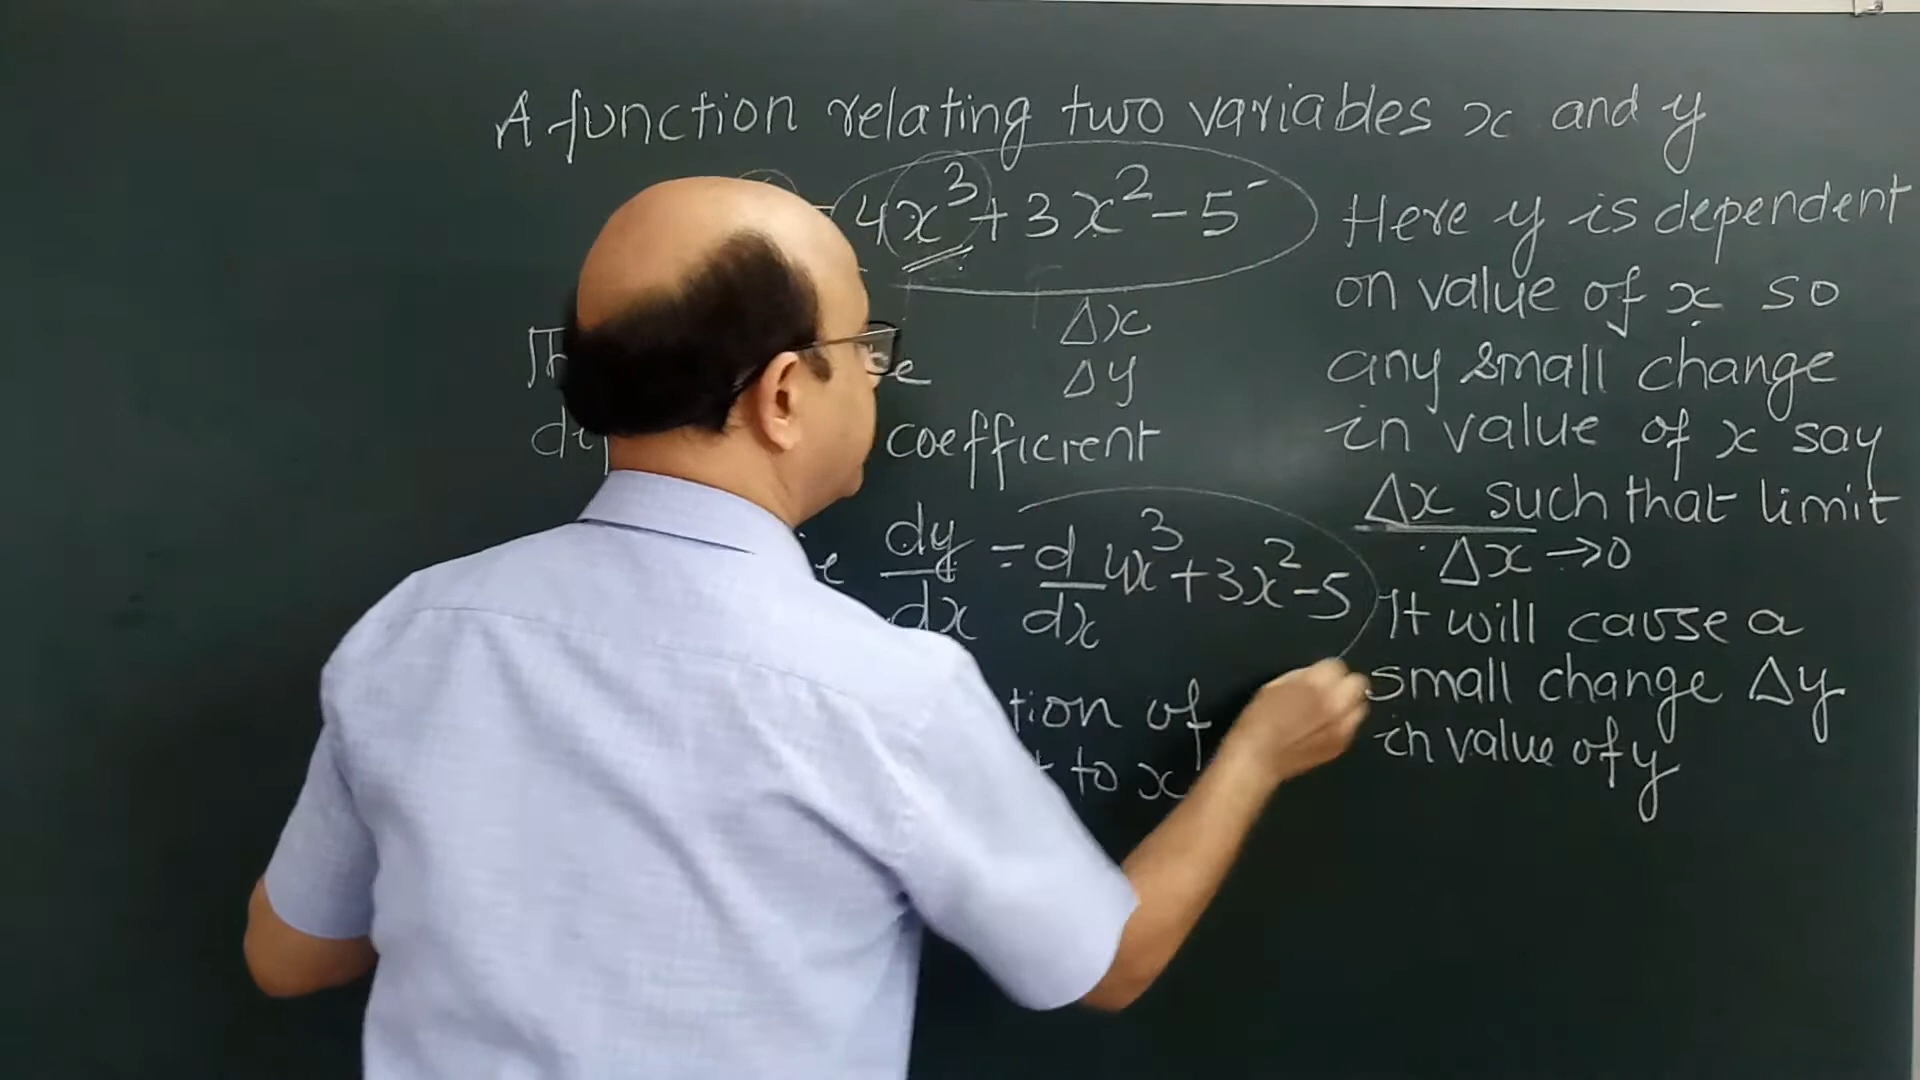 A function relating two variables x and y
= 4x³ + 3x² - 5
Δx
Δy
coefficient
dy/dx = d/dx 4x³ + 3x² - 5
tion of
to x
Here y is dependent
on value of x so
any small change
in value of x say
Δx such that limit
Δx → 0
It will cause a
small change Δy
in value of y